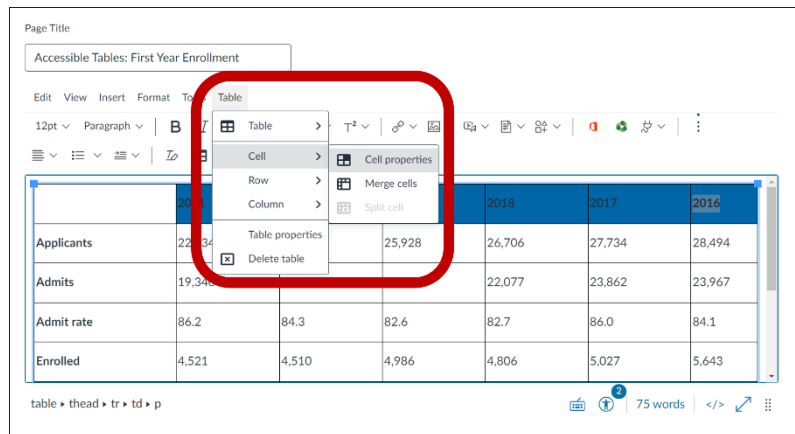 Page Title
Accessible Tables: First Year Enrollment
Edit View Insert Format Table
12pt Paragraph B I T²
Table
Cell
Row
Column
Table properties
Delete table
Cell properties
Merge cells
Split cell
2018 2017 2016
Applicants 25,928 26,706 27,734 28,494
Admits 22,077 23,862 23,967
Admit rate 86.2 84.3 82.6 82.7 86.0 84.1
Enrolled 4,521 4,510 4,986 4,806 5,027 5,643
table ▸ thead ▸ tr ▸ td ▸ p 2 75 words </>